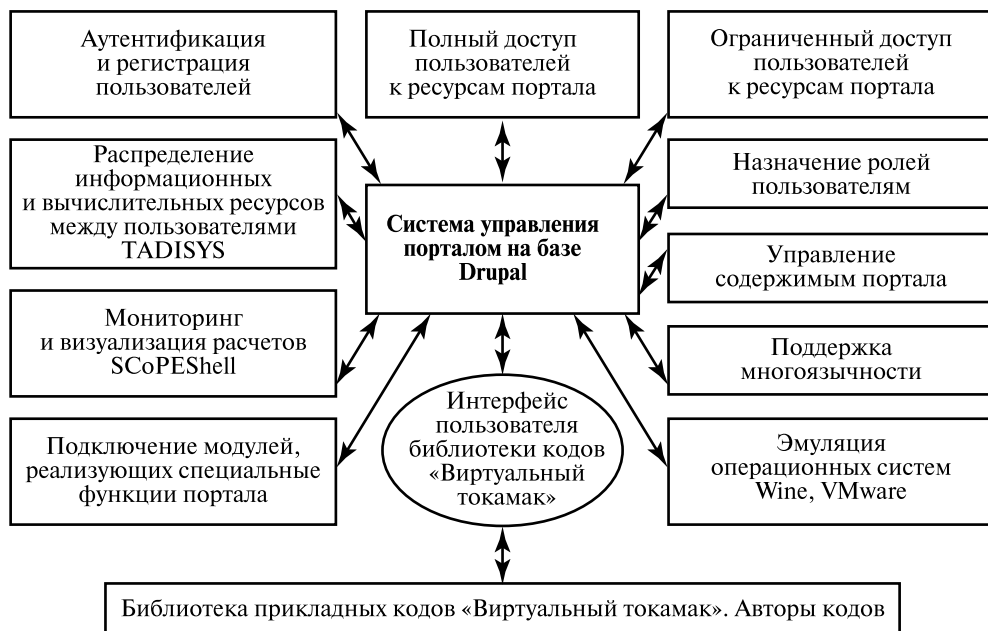 Аутентификация
и регистрация
пользователей
Полный доступ
пользователей
к ресурсам портала
Ограниченный доступ
пользователей
к ресурсам портала
Распределение
информационных
и вычислительных ресурсов
между пользователями
TADISYS
Система управления
порталом на базе
Drupal
Назначение ролей
пользователям
Управление
содержимым портала
Мониторинг
и визуализация расчетов
SCoPEShell
Поддержка
многоязычности
Подключение модулей,
реализующих специальные
функции портала
Интерфейс
пользователя
библиотеки кодов
«Виртуальный
токамак»
Эмуляция
операционных систем
Wine, VMware
Библиотека прикладных кодов «Виртуальный токамак». Авторы кодов